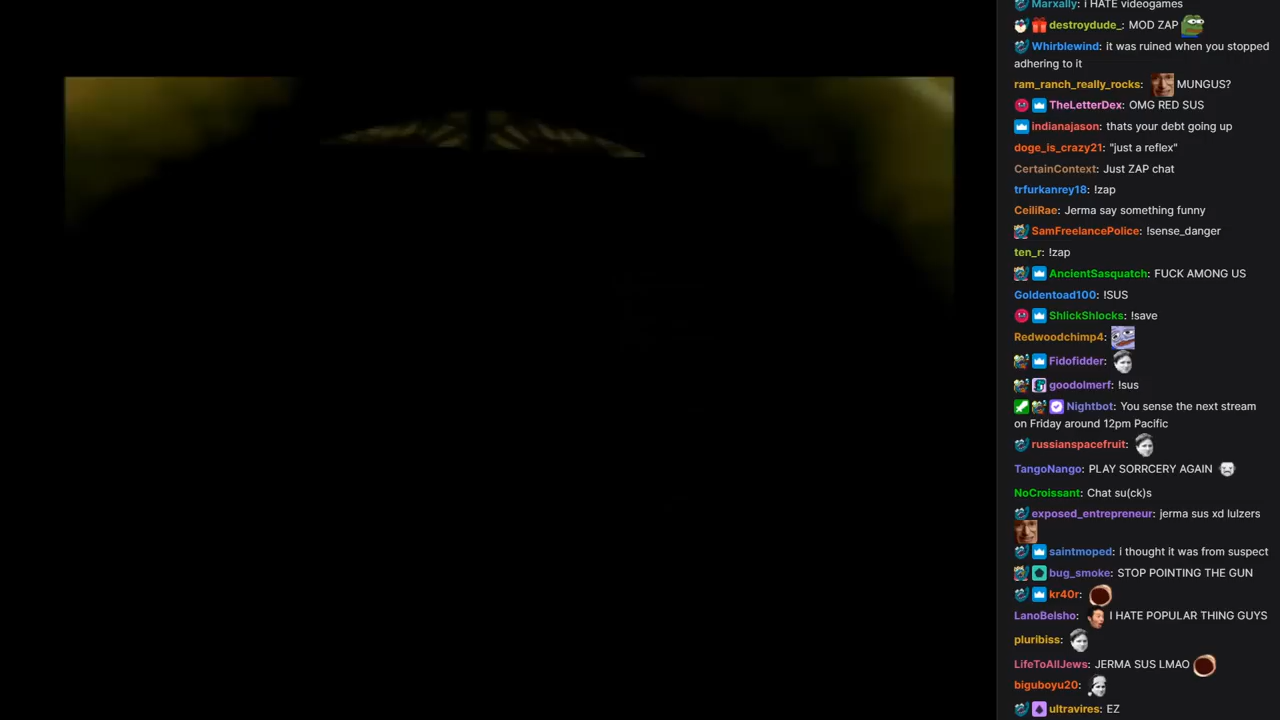 Marxally: i HATE videogames
destroydude_: MOD ZAP
Whirblewind: it was ruined when you stopped
adhering to it
ram_ranch_really_rocks: MUNGUS?
TheLetterDex: OMG RED SUS
indianajason: thats your debt going up
doge_is_crazy21: "just a reflex"
CertainContext: Just ZAP chat
trfurkanrey18: !zap
CeiliRae: Jerma say something funny
SamFreelancePolice: !sense_danger
ten_r: !zap
AncientSasquatch: FUCK AMONG US
Goldentoad100: !SUS
ShlickShlocks: !save
Redwoodchimp4:
Fidofidder:
goodolmerf: !sus
Nightbot: You sense the next stream
on Friday around 12pm Pacific
russianspacefruit:
TangoNango: PLAY SORRCERY AGAIN
NoCroissant: Chat su(ck)s
exposed_entrepreneur: jerma sus xd lulzers
saintmoped: i thought it was from suspect
bug_smoke: STOP POINTING THE GUN
kr40r:
LanoBelsho: I HATE POPULAR THING GUYS
pluribiss:
LifeToAllJews: JERMA SUS LMAO
biguboyu20:
ultravires: EZ